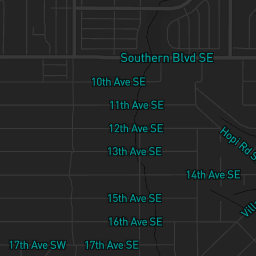 Southern Blvd SE
10th Ave SE
11th Ave SE
12th Ave SE
Hopi Rd S
13th Ave SE
14th Ave SE
15th Ave SE
Vill
16th Ave SE
17th Ave SW
17th Ave SE